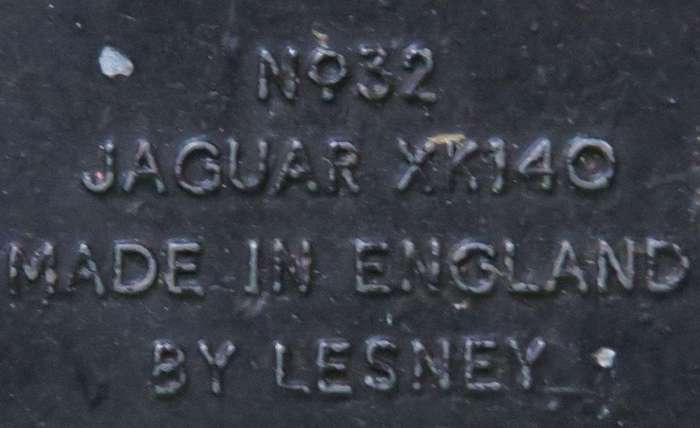 Nº32
JAGUAR XK140
MADE IN ENGLAND
BY LESNEY